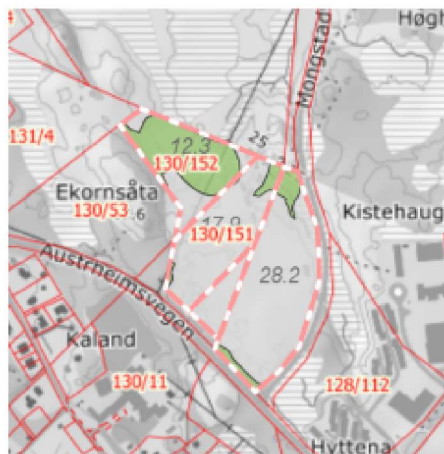 Høgh
Mongstad
131/4
12.3
25
130/152
Ekornsåta
130/53
.6
17.9
130/151
Kistehaug
28.2
Austrheimsvegen
Kaland
130/11
128/112
Hyttena